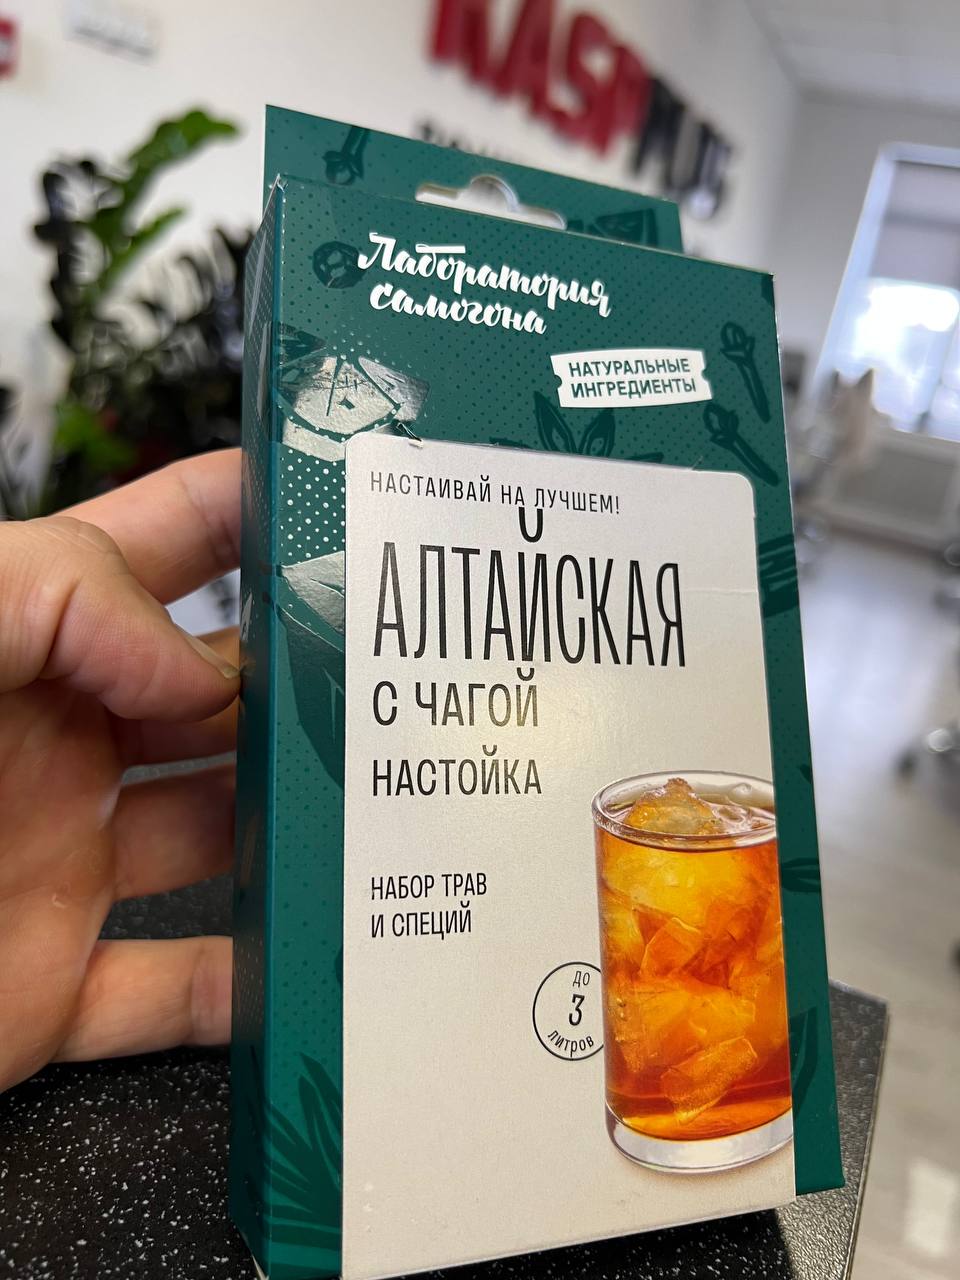 Лаборатория
самогона
НАТУРАЛЬНЫЕ
ИНГРЕДИЕНТЫ
НАСТАИВАЙ НА ЛУЧШЕМ!
АЛТАЙСКАЯ
С ЧАГОЙ
НАСТОЙКА
НАБОР ТРАВ
И СПЕЦИЙ
ДО
3
литров